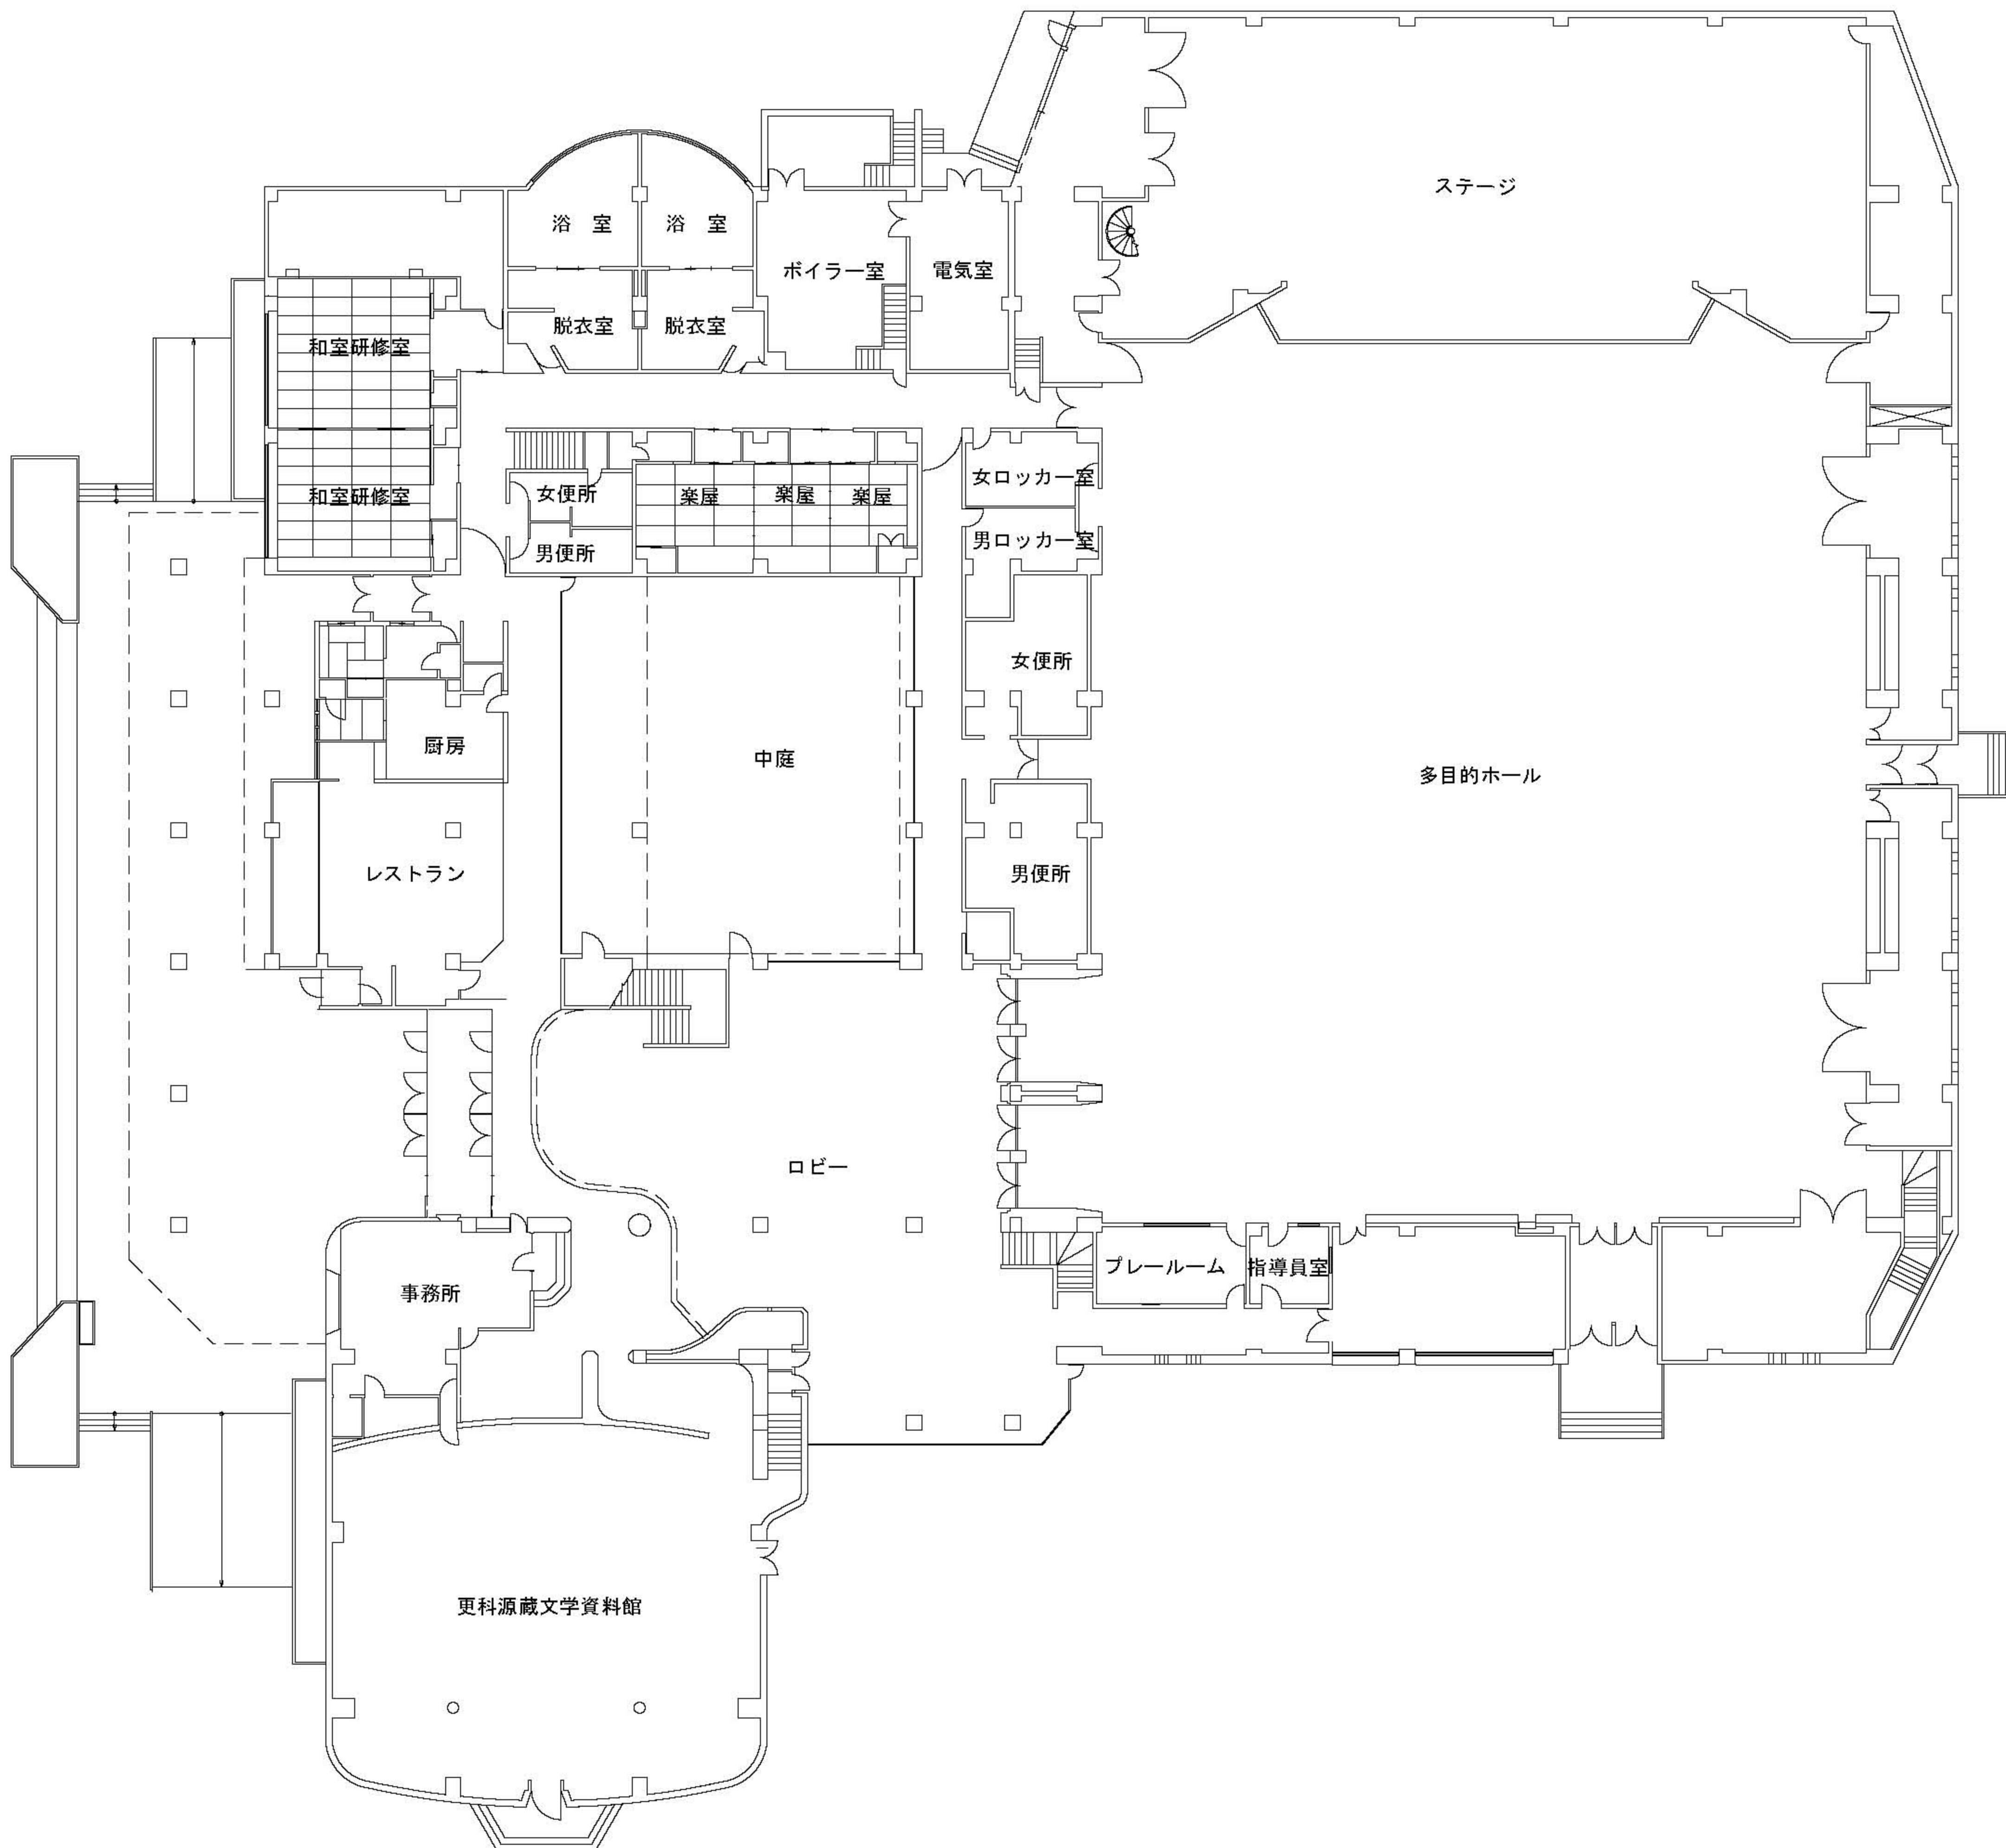 ステージ
浴 室
浴 室
ボイラー室
電気室
脱衣室
脱衣室
和室研修室
和室研修室
女便所
楽屋
楽屋
楽屋
女ロッカー室
男便所
男ロッカー室
女便所
厨房
中庭
多目的ホール
レストラン
男便所
ロビー
プレールーム
指導員室
事務所
更科源蔵文学資料館